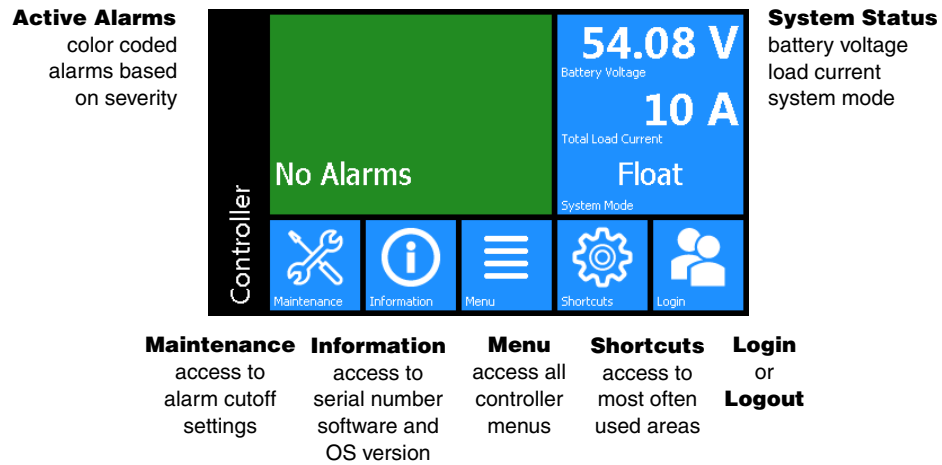 Active Alarms
color coded
alarms based
on severity
Controller
No Alarms
54.08 V
Battery Voltage
10 A
Total Load Current
Float
System Mode
System Status
battery voltage
load current
system mode
Maintenance
Information
Menu
Shortcuts
Login
Maintenance
access to
alarm cutoff
settings
Information
access to
serial number
software and
OS version
Menu
access all
controller
menus
Shortcuts
access to
most often
used areas
Login
or
Logout